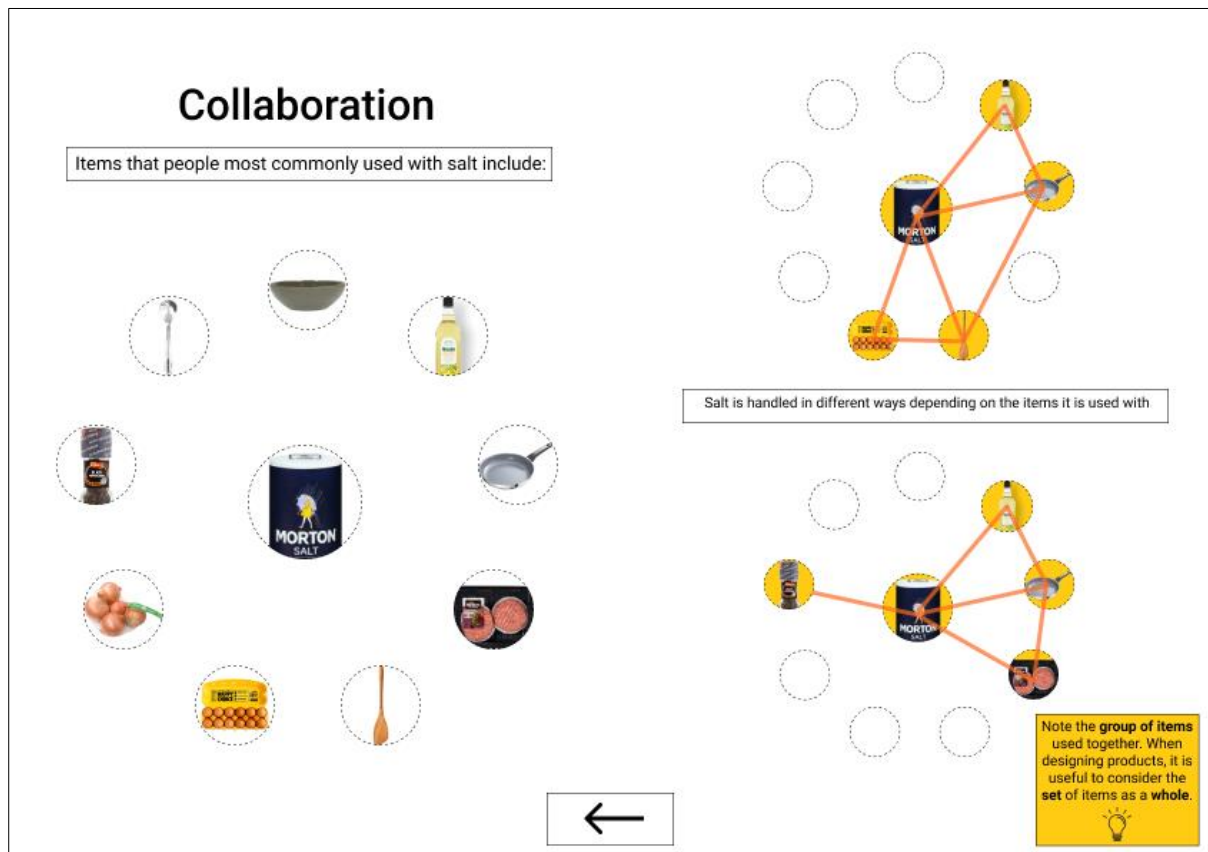 Collaboration
Items that people most commonly used with salt include:
MORTON
SALT
MORTON
SALT
Salt is handled in different ways depending on the items it is used with
MORTON
SALT
Note the group of items
used together. When
designing products, it is
useful to consider the
set of items as a whole.